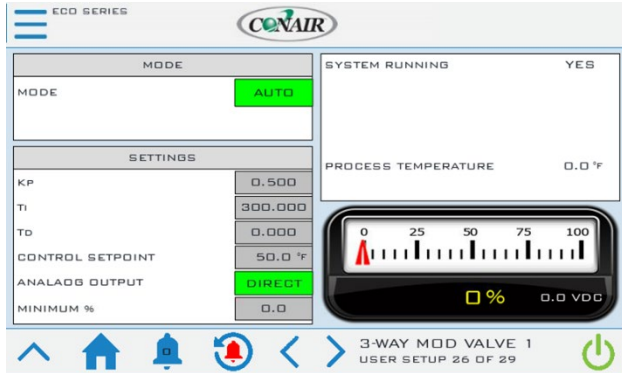 ECO SERIES
CONAIR
MODE
MODE AUTO
SETTINGS
KP 0.500
TI 300.000
TD 0.000
CONTROL SETPOINT 50.0 °F
ANALAOG OUTPUT DIRECT
MINIMUM % 0.0
SYSTEM RUNNING YES
PROCESS TEMPERATURE 0.0 °F
0 25 50 75 100
0 % 0.0 VDC
0
3-WAY MOD VALVE 1
USER SETUP 26 OF 29